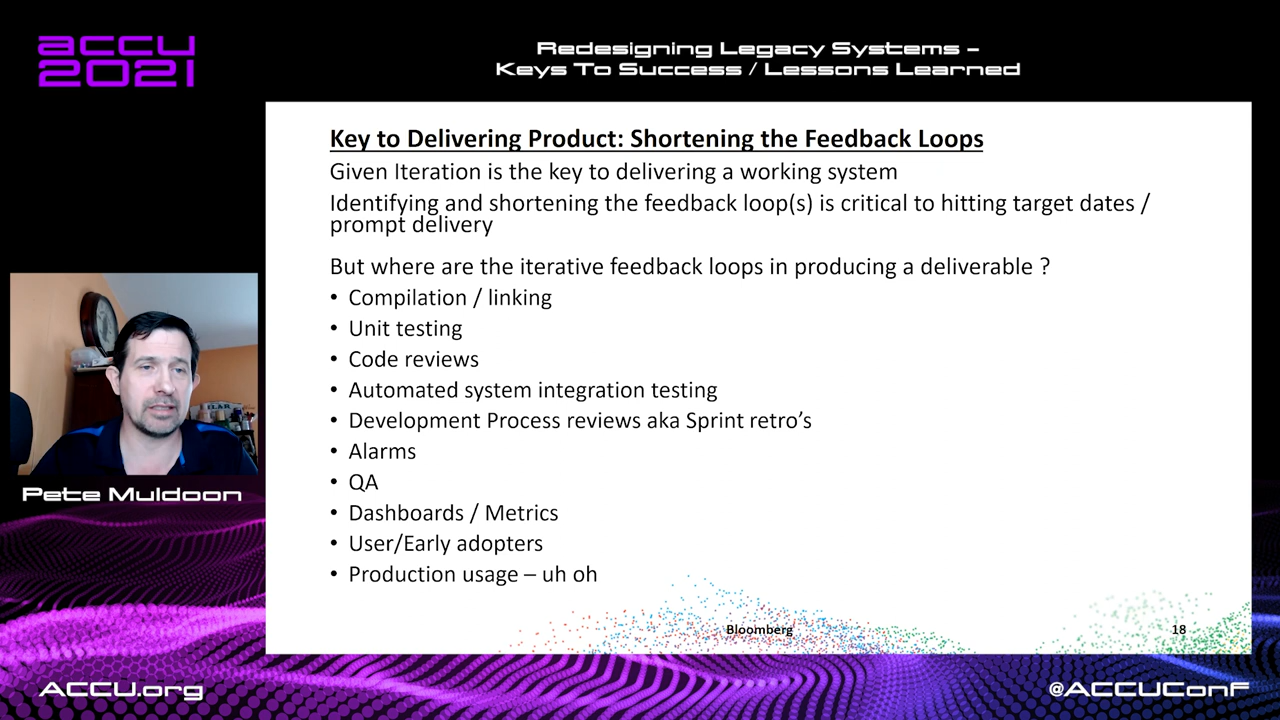 accu
2021
Redesigning Legacy Systems –
Keys To Success / Lessons Learned
Key to Delivering Product: Shortening the Feedback Loops
Given Iteration is the key to delivering a working system
Identifying and shortening the feedback loop(s) is critical to hitting target dates /
prompt delivery
But where are the iterative feedback loops in producing a deliverable ?
• Compilation / linking
• Unit testing
• Code reviews
• Automated system integration testing
• Development Process reviews aka Sprint retro’s
• Alarms
• QA
• Dashboards / Metrics
• User/Early adopters
• Production usage – uh oh
Pete Muldoon
Bloomberg
18
ACCU.org
@ACCUConf